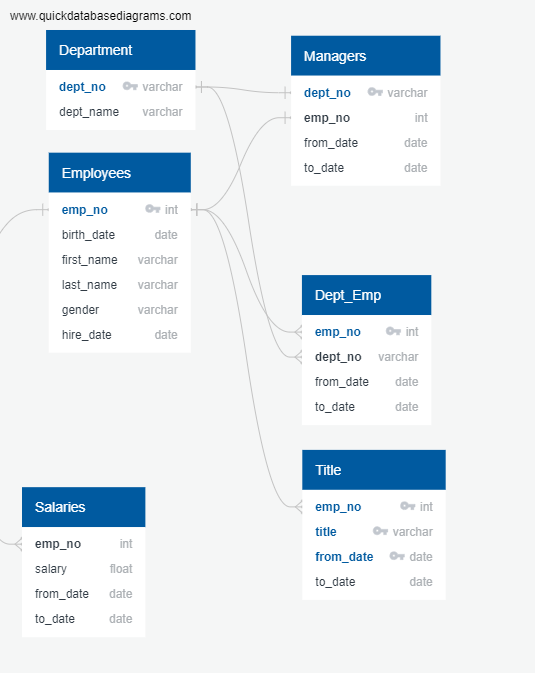 www.quickdatabasediagrams.com
Department
dept_no varchar
dept_name varchar
Managers
dept_no varchar
emp_no int
from_date date
to_date date
Employees
emp_no int
birth_date date
first_name varchar
last_name varchar
gender varchar
hire_date date
Dept_Emp
emp_no int
dept_no varchar
from_date date
to_date date
Title
emp_no int
title varchar
from_date date
to_date date
Salaries
emp_no int
salary float
from_date date
to_date date